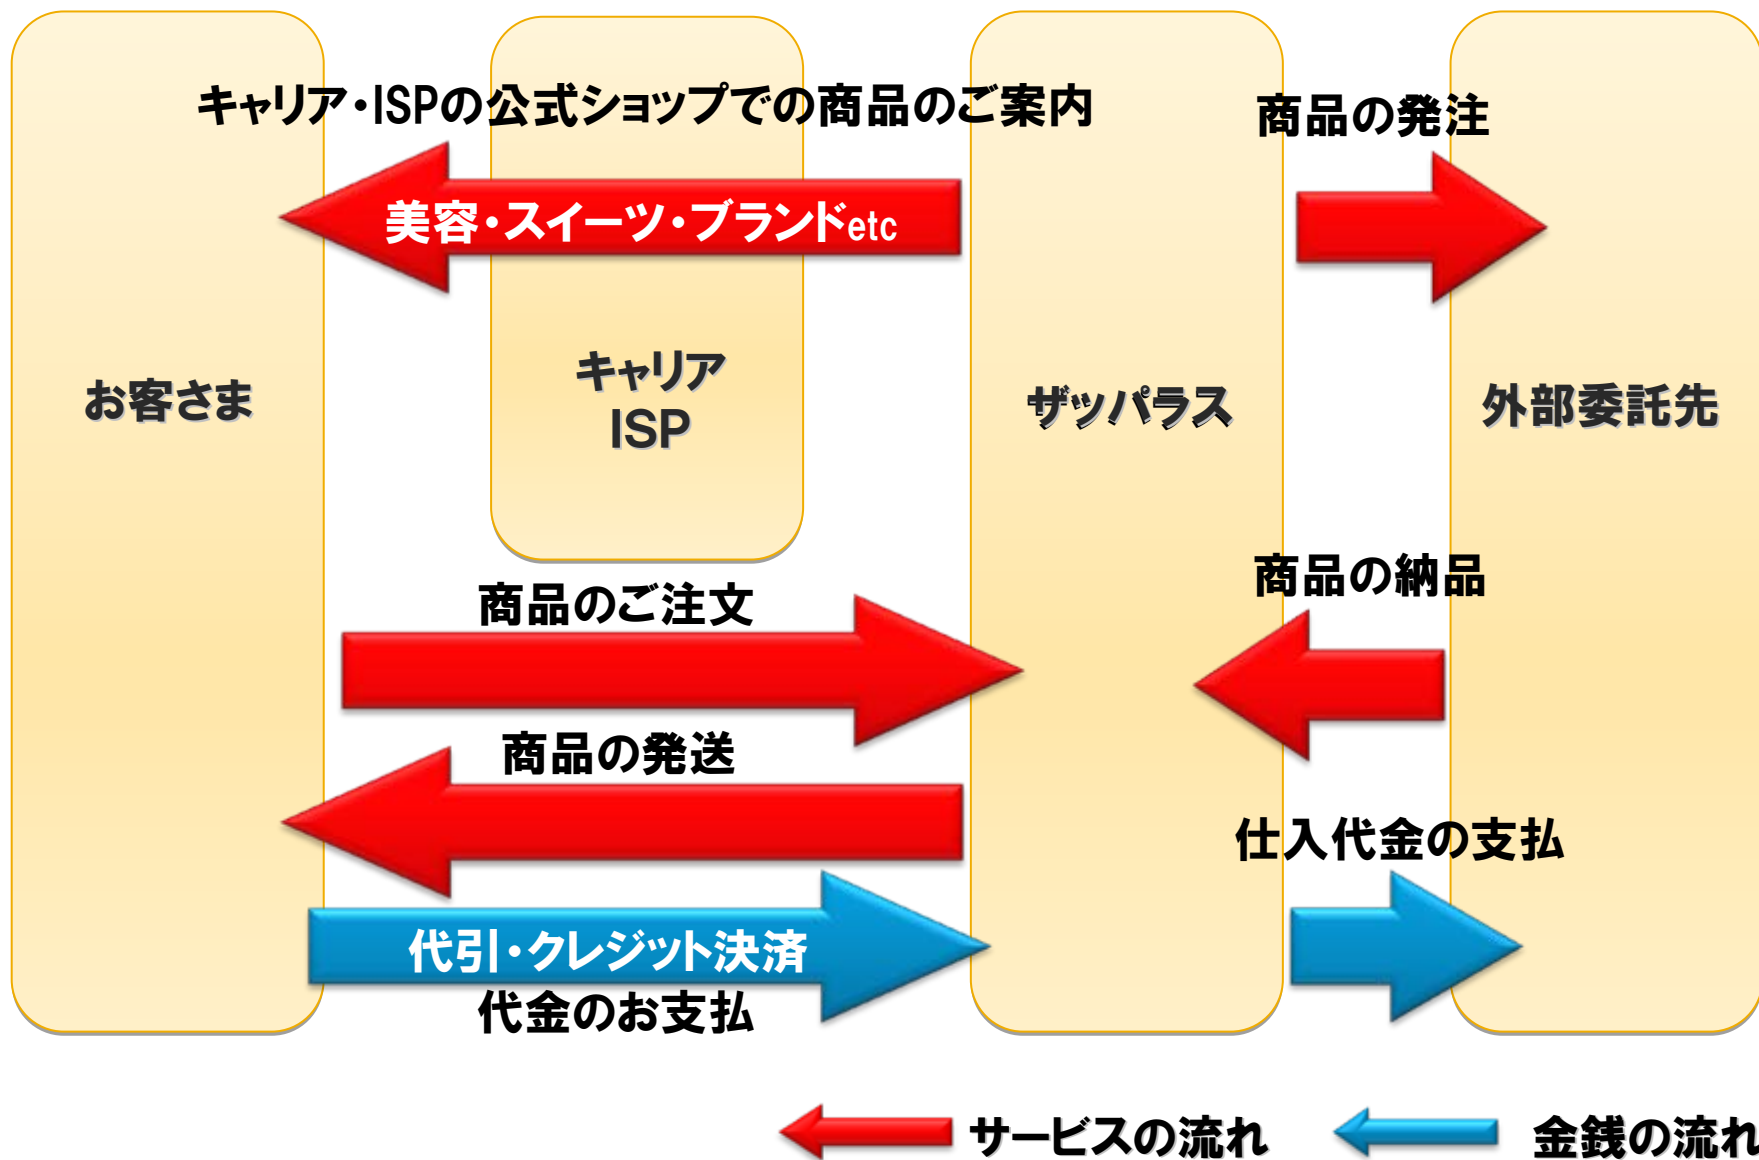 キャリア・ISPの公式ショップでの商品のご案内
商品の発注
美容・スイーツ・ブランドetc
お客さま
キャリア
ISP
ザッパラス
外部委託先
商品のご注文
商品の納品
商品の発送
仕入代金の支払
代引・クレジット決済
代金のお支払
サービスの流れ
金銭の流れ